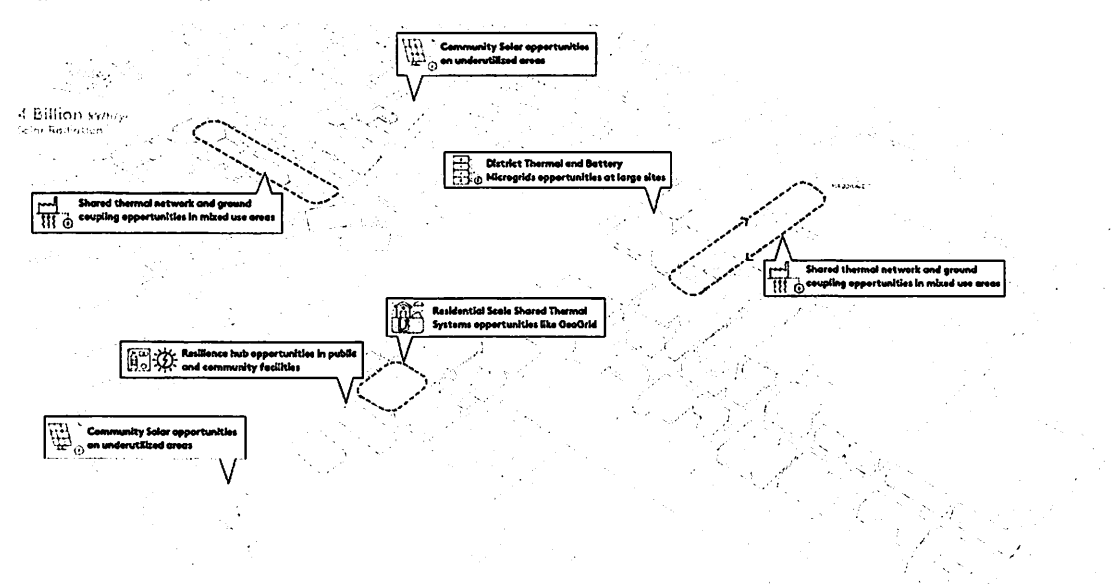 Community Solar opportunities
on underutilized areas
4 Billion
Solar Radiation
District Thermal and Battery
Microgrids opportunities at large sites
Shared thermal network and ground
coupling opportunities in mixed use areas
Shared thermal network and ground
coupling opportunities in mixed use areas
Residential Scale Shared Thermal
Systems opportunities like GeoGrid
Resilience hub opportunities in public
and community facilities
Community Solar opportunities
on underutilized areas